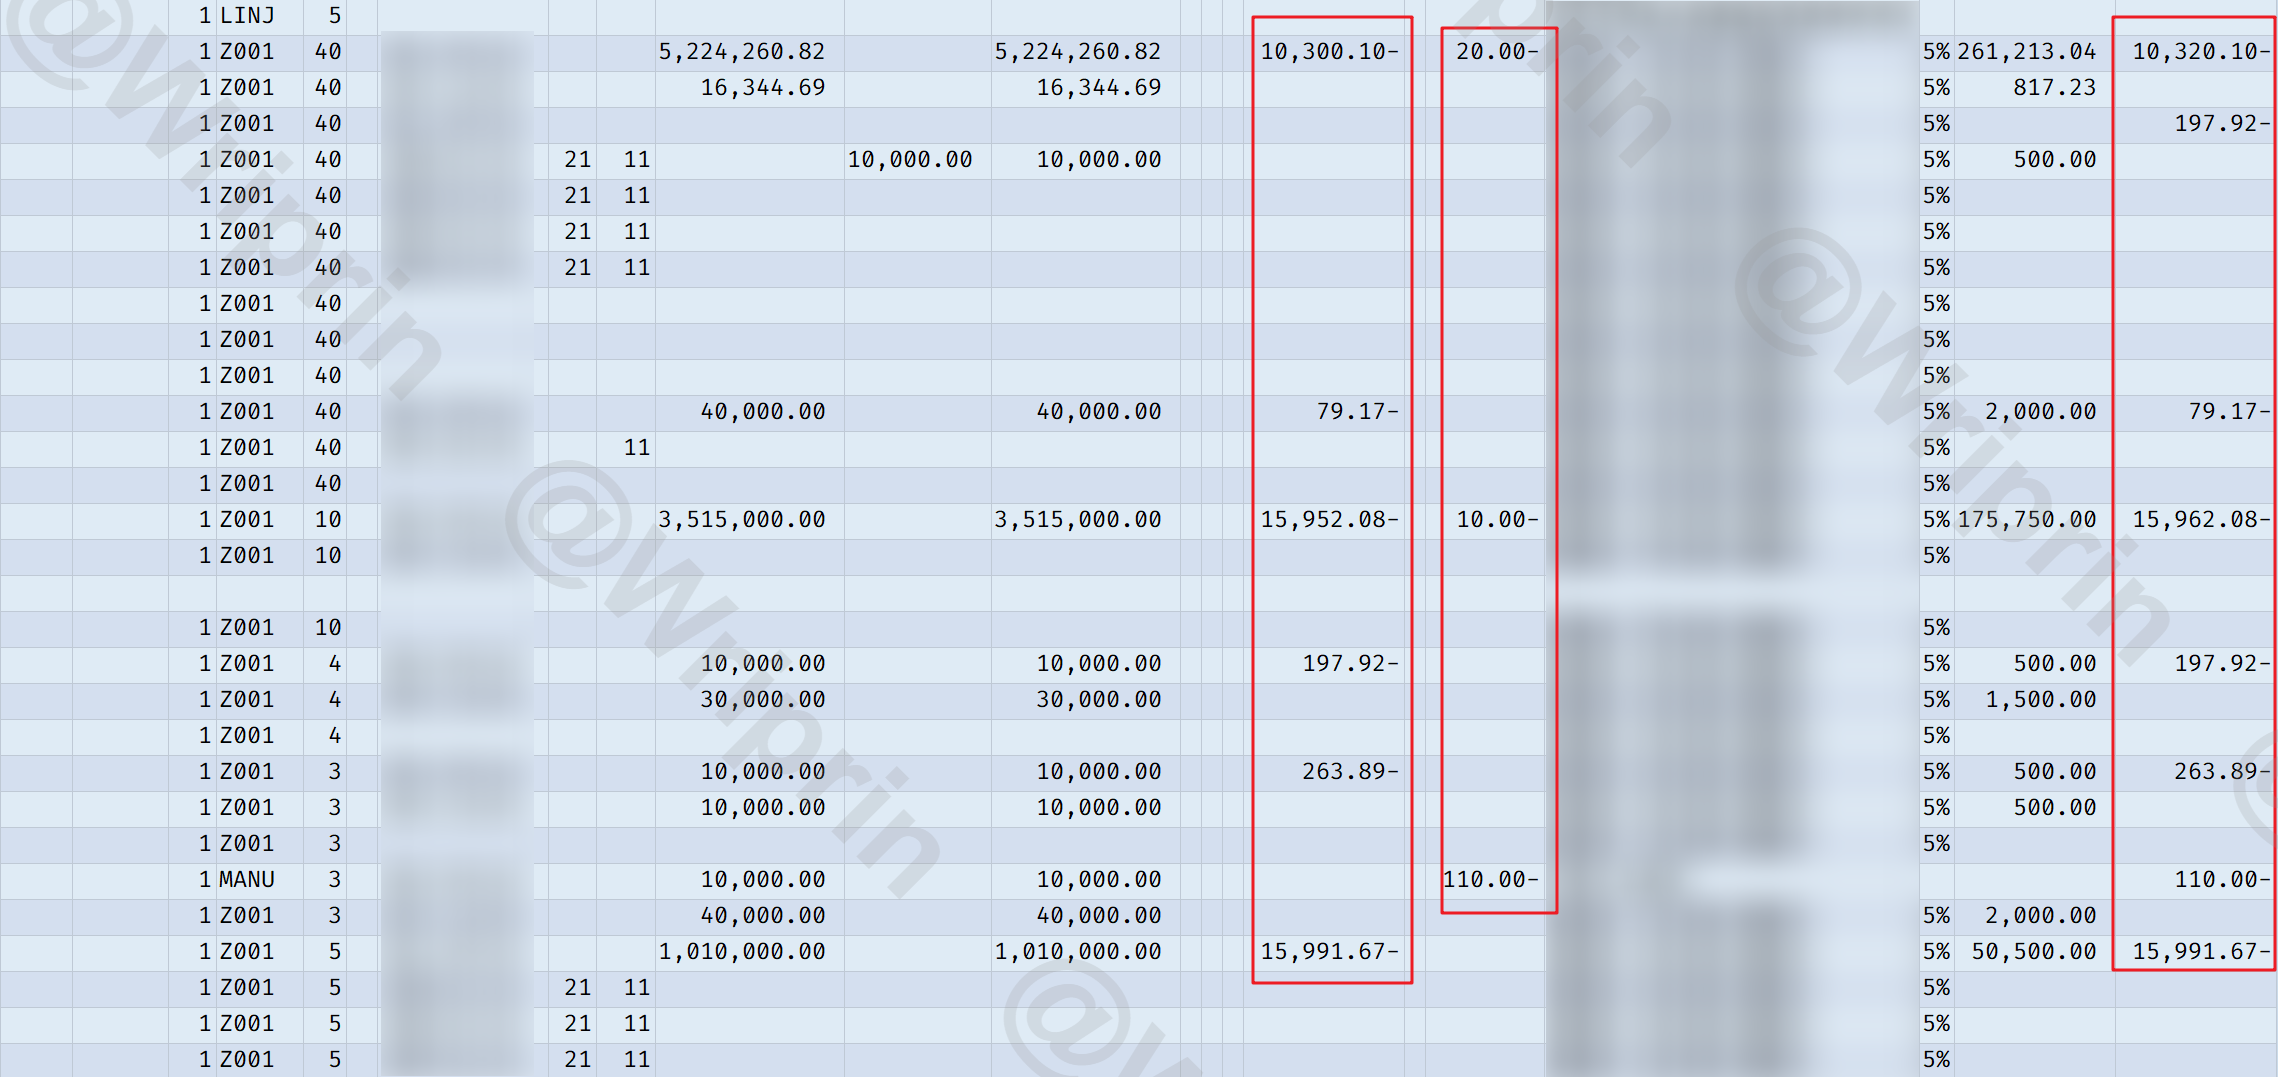 1 LINJ 5
1 Z001 40 5,224,260.82 5,224,260.82 10,300.10- 20.00- 5% 261,213.04 10,320.10-
1 Z001 40 16,344.69 16,344.69 5% 817.23
1 Z001 40 5% 197.92-
1 Z001 40 21 11 10,000.00 10,000.00 5% 500.00
1 Z001 40 21 11 5%
1 Z001 40 21 11 5%
1 Z001 40 21 11 5%
1 Z001 40 5%
1 Z001 40 5%
1 Z001 40 5%
1 Z001 40 40,000.00 40,000.00 79.17- 5% 2,000.00 79.17-
1 Z001 40 11 5%
1 Z001 40 5%
1 Z001 10 3,515,000.00 3,515,000.00 15,952.08- 10.00- 5% 175,750.00 15,962.08-
1 Z001 10 5%
1 Z001 10 5%
1 Z001 4 10,000.00 10,000.00 197.92- 5% 500.00 197.92-
1 Z001 4 30,000.00 30,000.00 5% 1,500.00
1 Z001 4 5%
1 Z001 3 10,000.00 10,000.00 263.89- 5% 500.00 263.89-
1 Z001 3 10,000.00 10,000.00 5% 500.00
1 Z001 3 5%
1 MANU 3 10,000.00 10,000.00 110.00- 110.00-
1 Z001 3 40,000.00 40,000.00 5% 2,000.00
1 Z001 5 1,010,000.00 1,010,000.00 15,991.67- 5% 50,500.00 15,991.67-
1 Z001 5 21 11 5%
1 Z001 5 21 11 5%
1 Z001 5 21 11 5%
@Wriprin
@Wriprin
@Wriprin